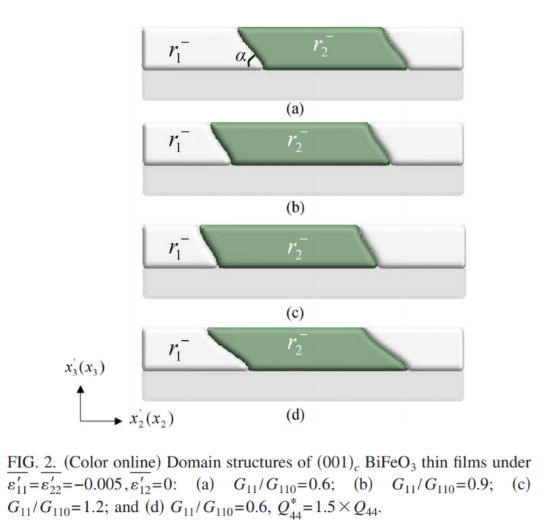 r₁⁻ α r₂⁻
(a)
r₁⁻ r₂⁻
(b)
r₁⁻ r₂⁻
(c)
r₁⁻ r₂⁻
x₃'(x₃)
x₂'(x₂)
(d)
FIG. 2. (Color online) Domain structures of (001)c BiFeO₃ thin films under
ε̅₁₁′=ε̅₂₂′=−0.005, ε̅₁₂′=0: (a) G₁₁/G₁₁₀=0.6; (b) G₁₁/G₁₁₀=0.9; (c)
G₁₁/G₁₁₀=1.2; and (d) G₁₁/G₁₁₀=0.6, Q*₄₄=1.5×Q₄₄.